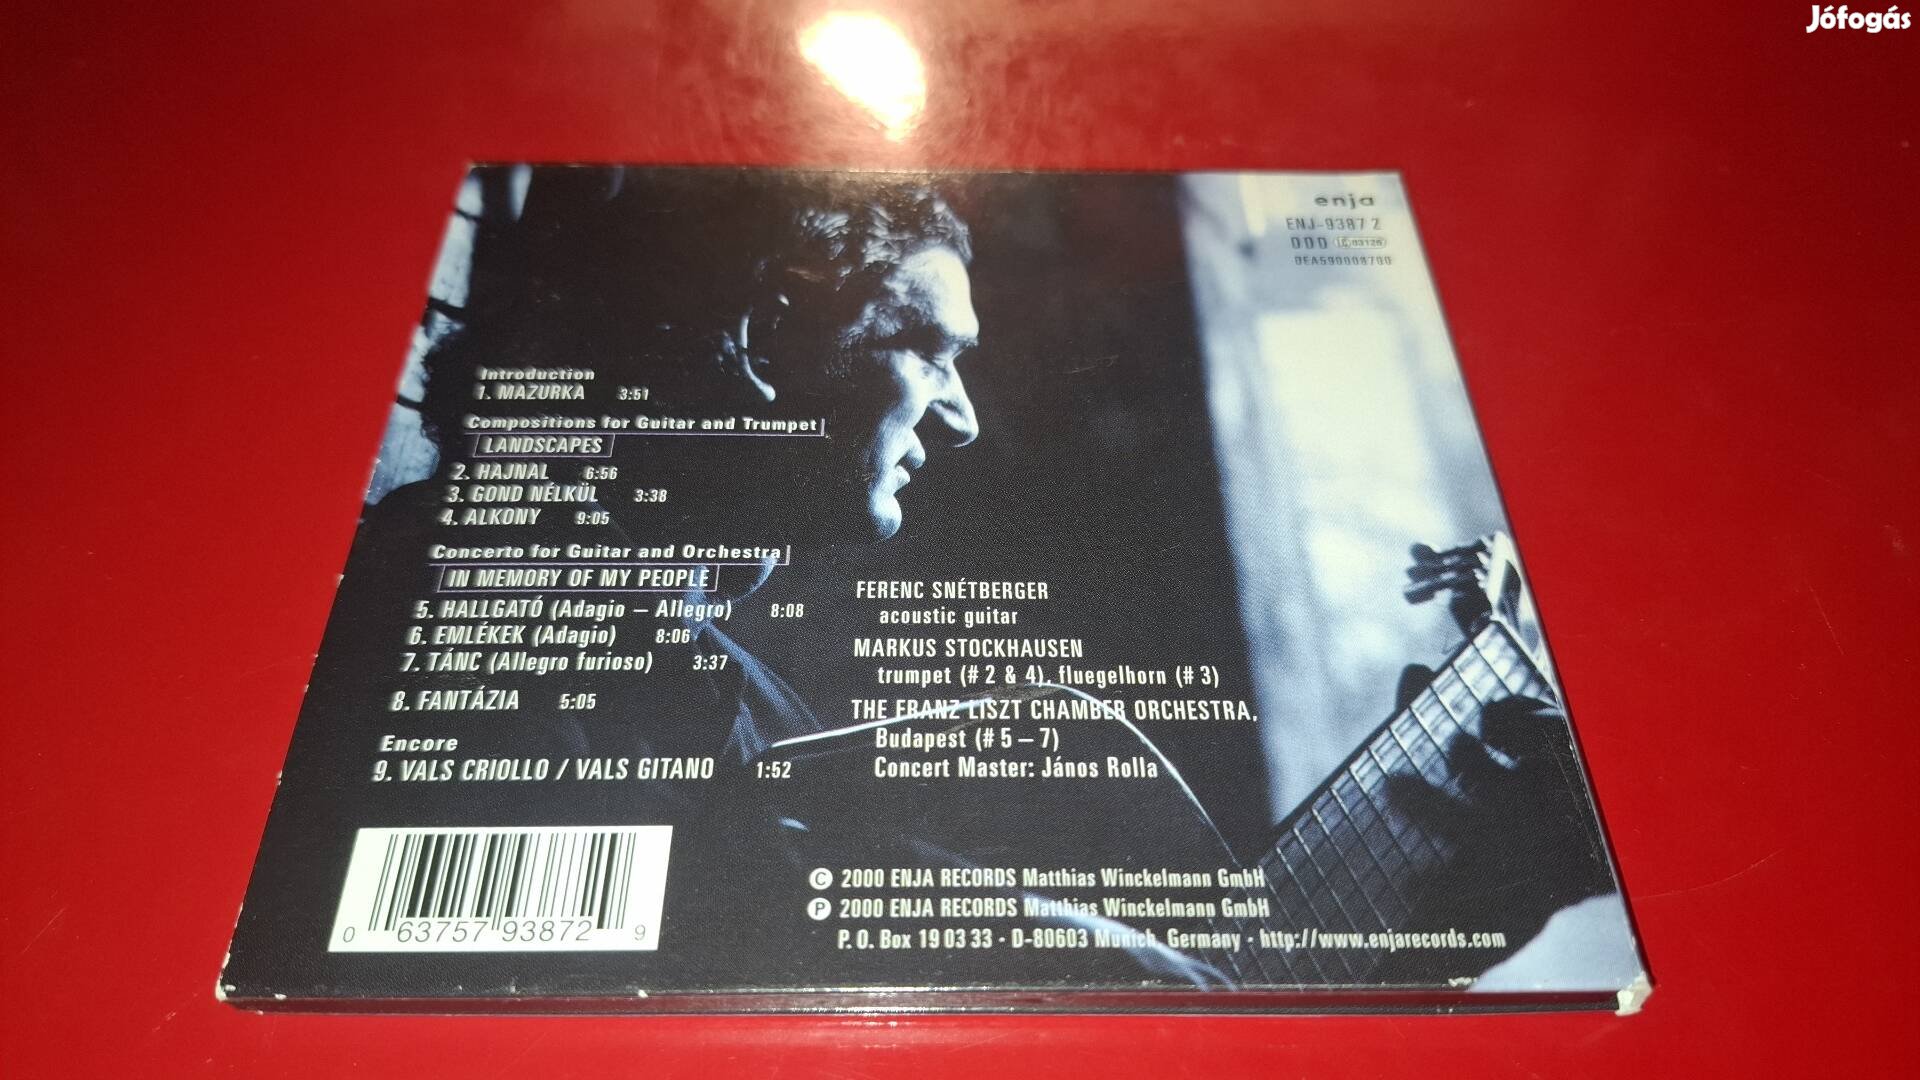 Jófogás
enja
ENJ-9387 2
DDD LC 03126
DEA590008700
Introduction
1. MAZURKA 3:51
Compositions for Guitar and Trumpet
LANDSCAPES
2. HAJNAL 6:56
3. GOND NÉLKÜL 3:38
4. ALKONY 9:05
Concerto for Guitar and Orchestra
IN MEMORY OF MY PEOPLE
5. HALLGATÓ (Adagio – Allegro) 8:08
6. EMLÉKEK (Adagio) 8:06
7. TÁNC (Allegro furioso) 3:37
8. FANTÁZIA 5:05
Encore
9. VALS CRIOLLO / VALS GITANO 1:52
FERENC SNÉTBERGER
acoustic guitar
MARKUS STOCKHAUSEN
trumpet (# 2 & 4), fluegelhorn (# 3)
THE FRANZ LISZT CHAMBER ORCHESTRA,
Budapest (# 5 – 7)
Concert Master: János Rolla
0 63757 93872 9
© 2000 ENJA RECORDS Matthias Winckelmann GmbH
℗ 2000 ENJA RECORDS Matthias Winckelmann GmbH
P. O. Box 19 03 33 · D-80603 Munich, Germany · http://www.enjarecords.com